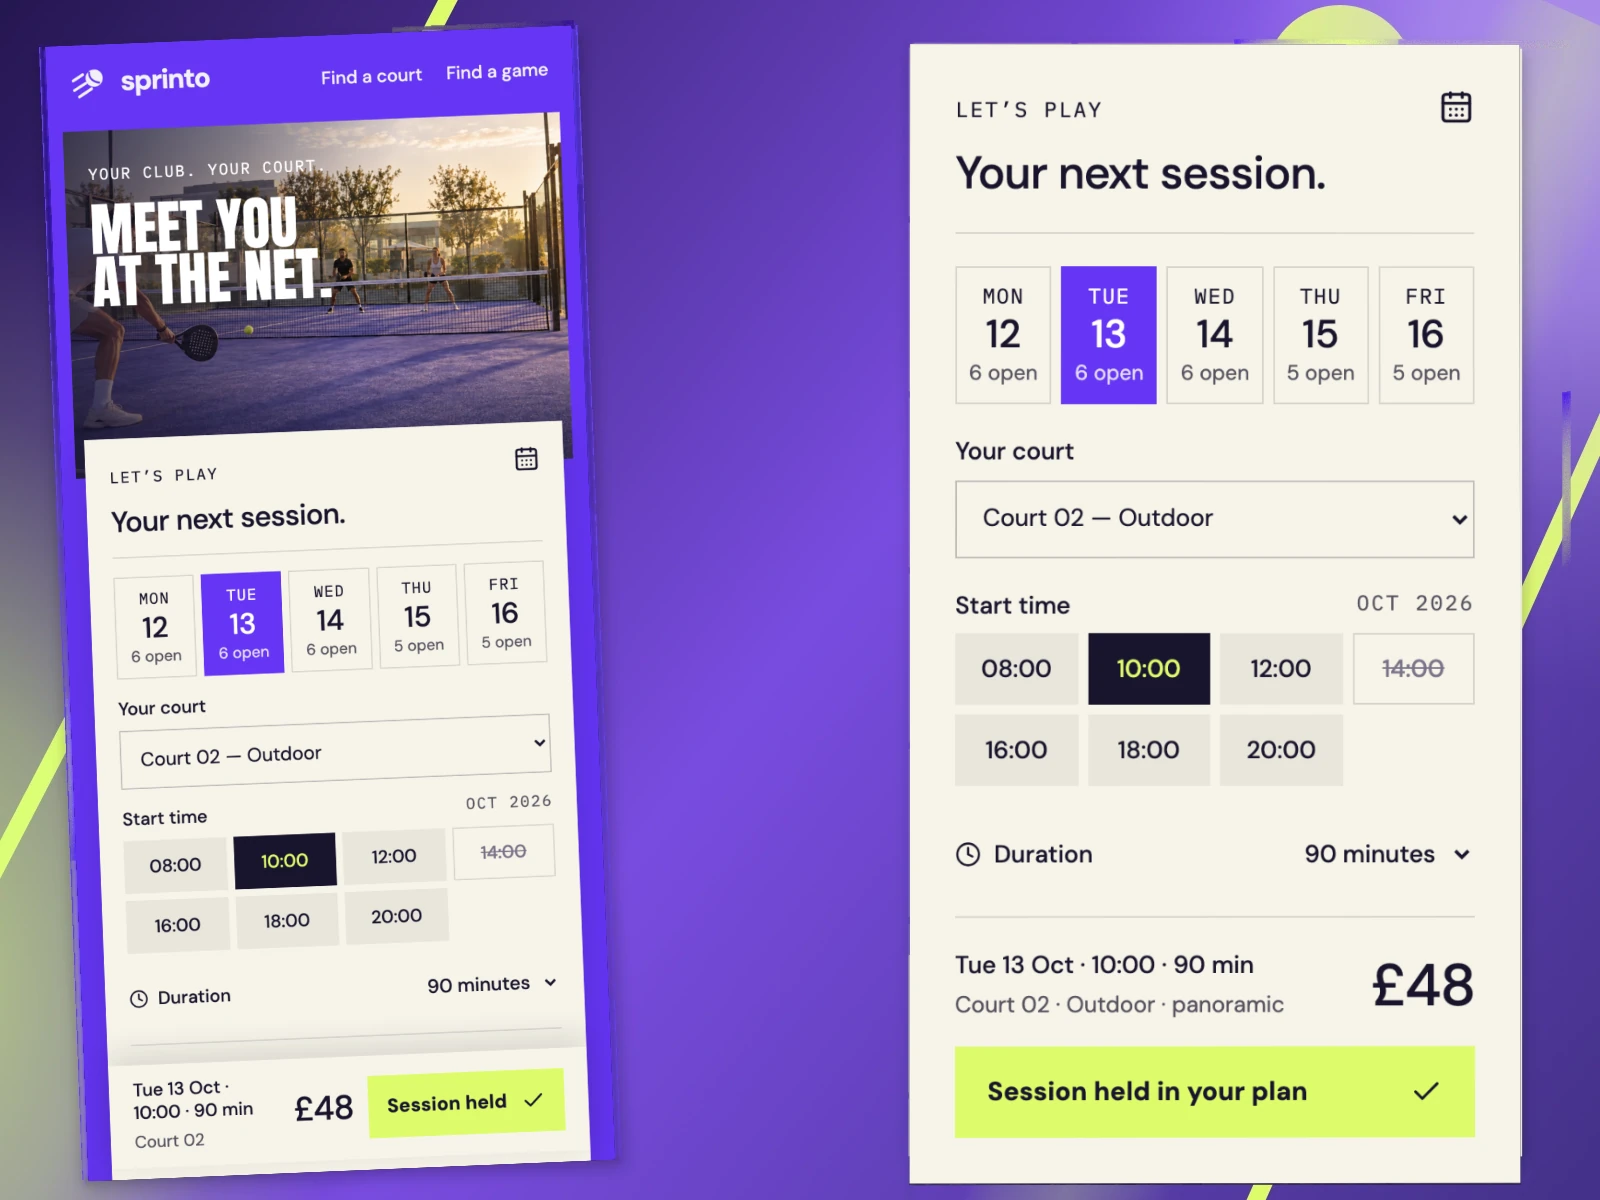 sprinto
Find a court
Find a game
YOUR CLUB. YOUR COURT.
MEET YOU
AT THE NET.
LET’S PLAY
Your next session.
MON
12
6 open
TUE
13
6 open
WED
14
6 open
THU
15
5 open
FRI
16
5 open
Your court
Court 02 — Outdoor
Start time
OCT 2026
08:00
10:00
12:00
14:00
16:00
18:00
20:00
Duration
90 minutes
Tue 13 Oct ·
10:00 · 90 min
Court 02
£48
Session held
LET’S PLAY
Your next session.
MON
12
6 open
TUE
13
6 open
WED
14
6 open
THU
15
5 open
FRI
16
5 open
Your court
Court 02 — Outdoor
Start time
OCT 2026
08:00
10:00
12:00
14:00
16:00
18:00
20:00
Duration
90 minutes
Tue 13 Oct · 10:00 · 90 min
Court 02 · Outdoor · panoramic
£48
Session held in your plan